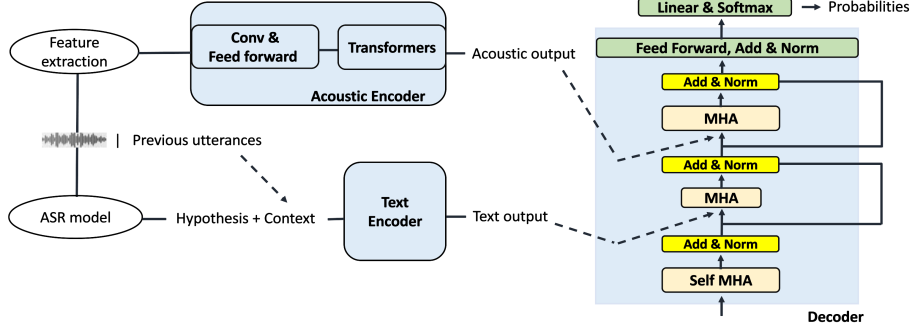 Feature
extraction
Conv &
Feed forward
Transformers
Acoustic Encoder
Acoustic output
| Previous utterances
ASR model
Hypothesis + Context
Text
Encoder
Text output
Linear & Softmax
Probabilities
Feed Forward, Add & Norm
Add & Norm
MHA
Add & Norm
MHA
Add & Norm
Self MHA
Decoder